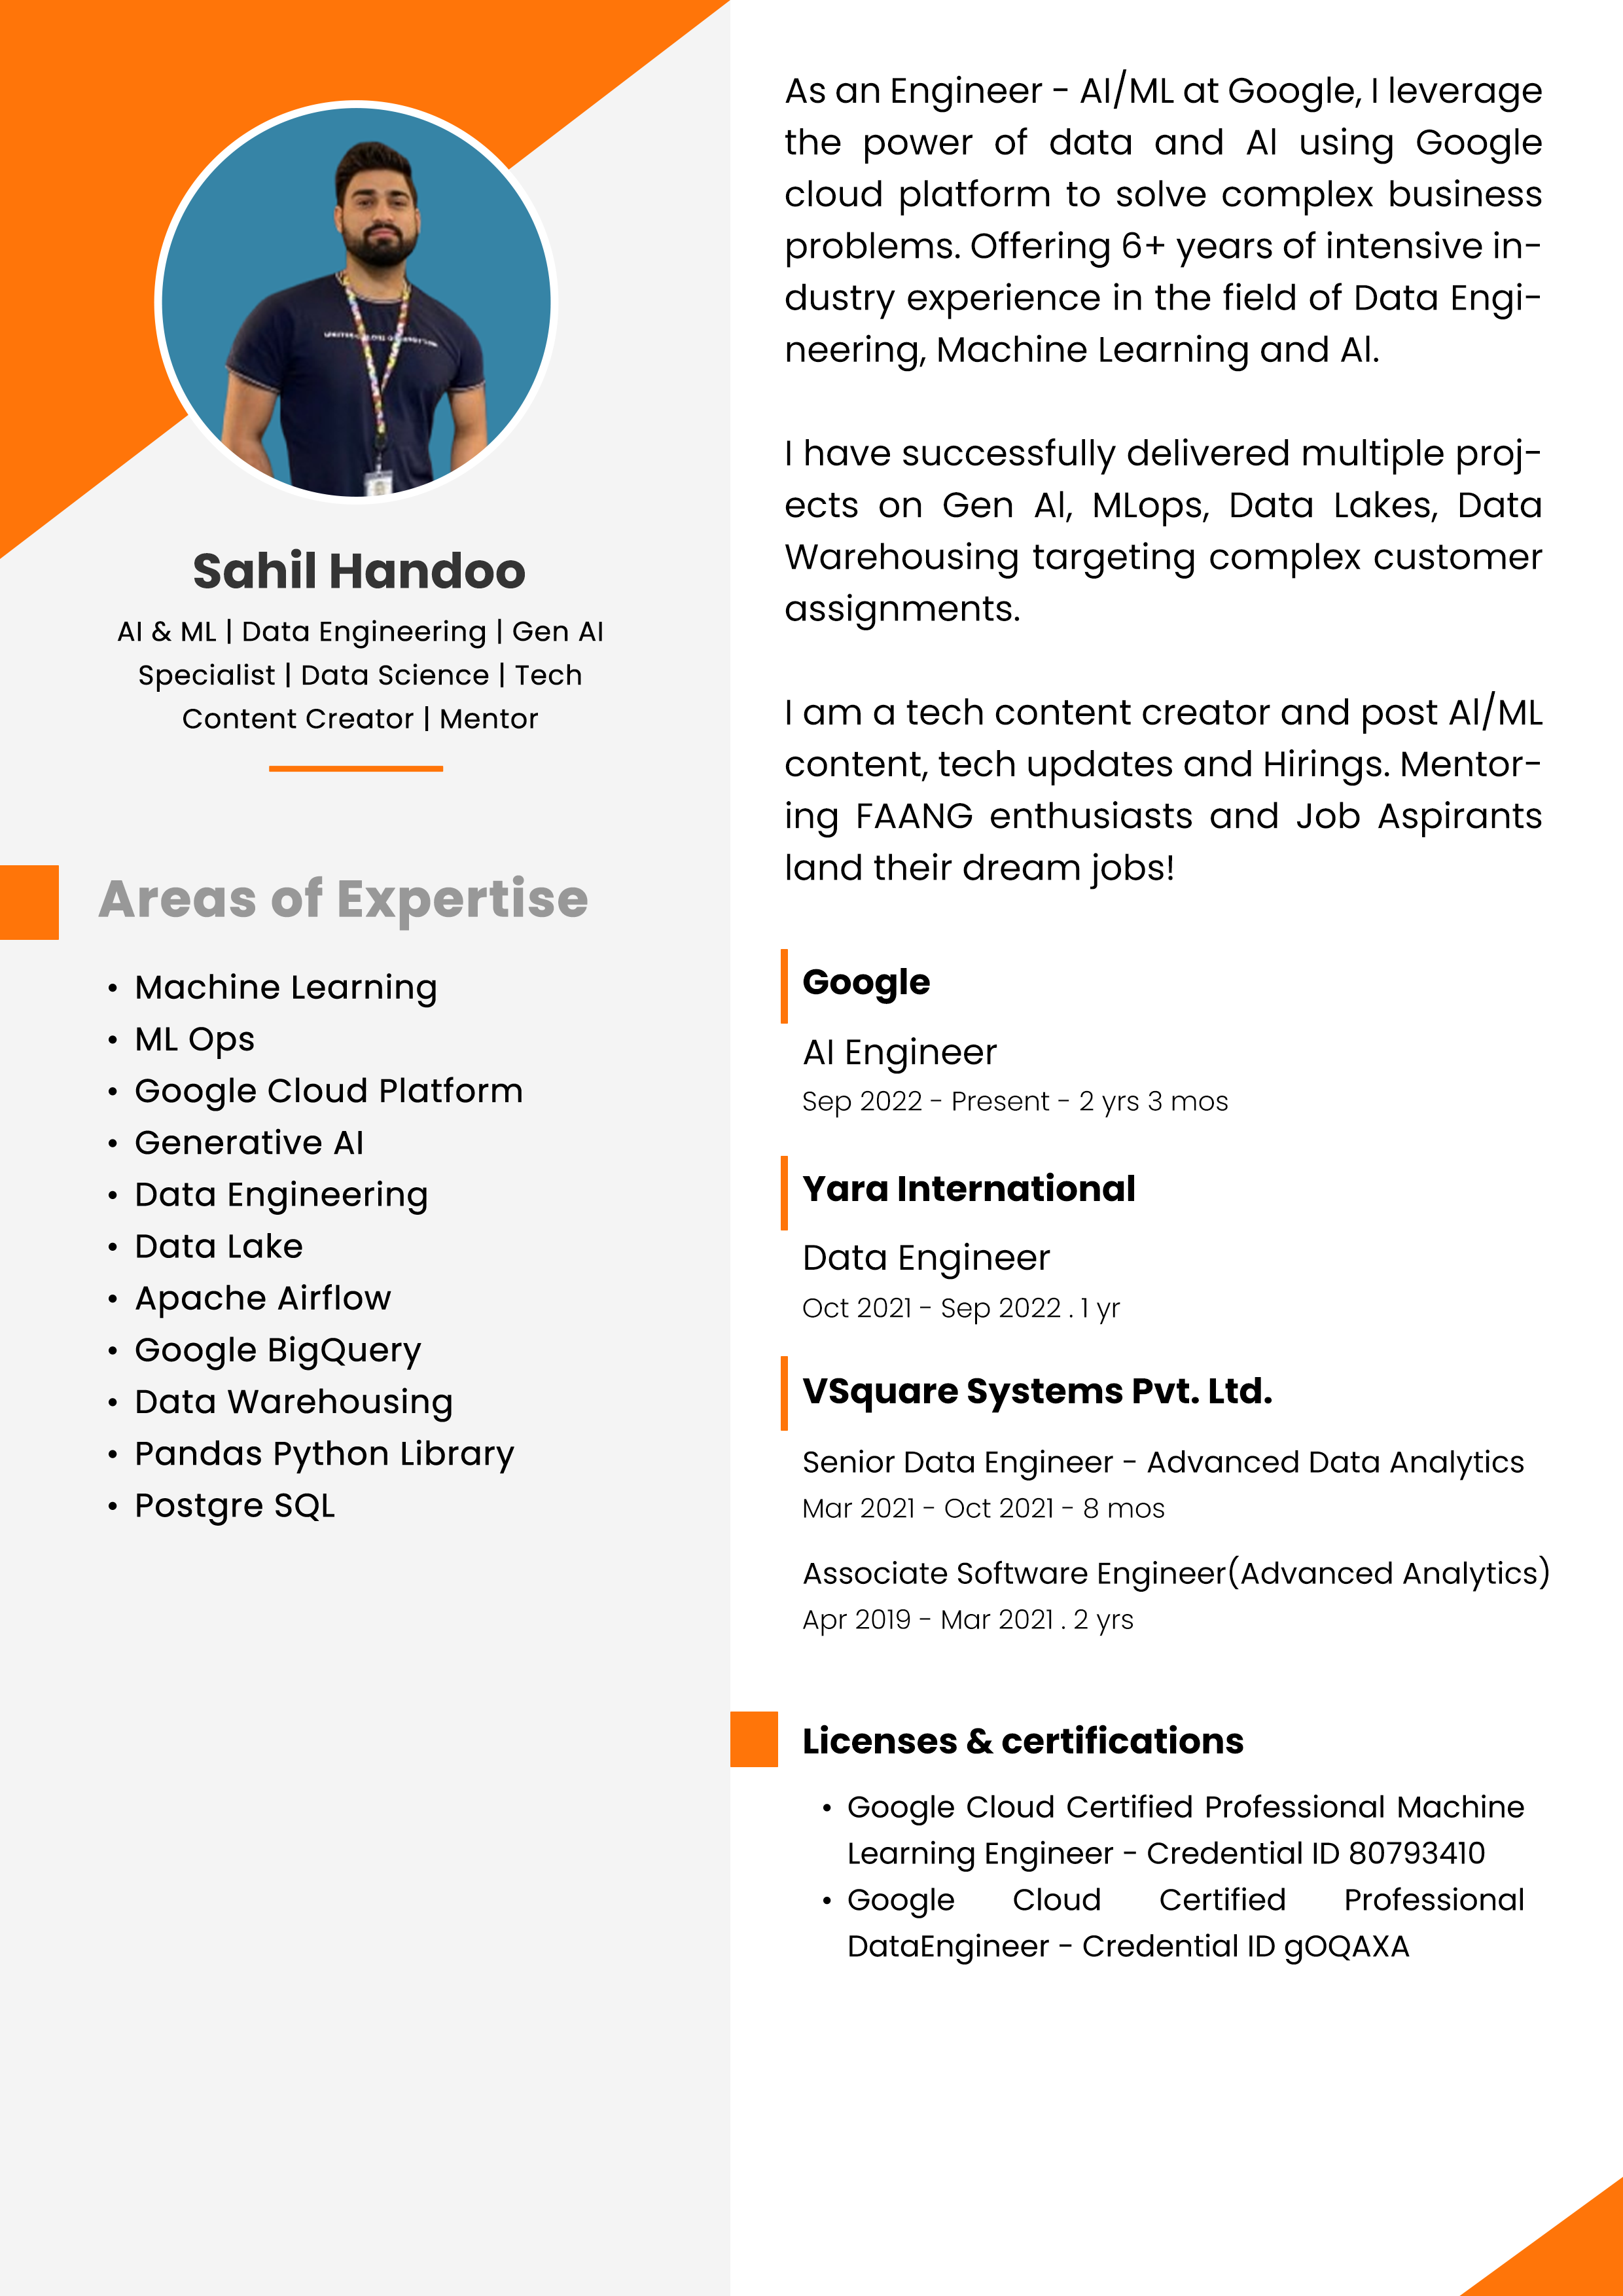 Sahil Handoo
AI & ML | Data Engineering | Gen AI
Specialist | Data Science | Tech
Content Creator | Mentor
Areas of Expertise
• Machine Learning
• ML Ops
• Google Cloud Platform
• Generative AI
• Data Engineering
• Data Lake
• Apache Airflow
• Google BigQuery
• Data Warehousing
• Pandas Python Library
• Postgre SQL
As an Engineer - AI/ML at Google, I leverage
the power of data and AI using Google
cloud platform to solve complex business
problems. Offering 6+ years of intensive in-
dustry experience in the field of Data Engi-
neering, Machine Learning and AI.
I have successfully delivered multiple proj-
ects on Gen AI, MLops, Data Lakes, Data
Warehousing targeting complex customer
assignments.
I am a tech content creator and post AI/ML
content, tech updates and Hirings. Mentor-
ing FAANG enthusiasts and Job Aspirants
land their dream jobs!
Google
AI Engineer
Sep 2022 - Present - 2 yrs 3 mos
Yara International
Data Engineer
Oct 2021 - Sep 2022 . 1 yr
VSquare Systems Pvt. Ltd.
Senior Data Engineer - Advanced Data Analytics
Mar 2021 - Oct 2021 - 8 mos
Associate Software Engineer(Advanced Analytics)
Apr 2019 - Mar 2021 . 2 yrs
Licenses & certifications
• Google Cloud Certified Professional Machine
Learning Engineer - Credential ID 80793410
• Google Cloud Certified Professional
DataEngineer - Credential ID gOQAXA